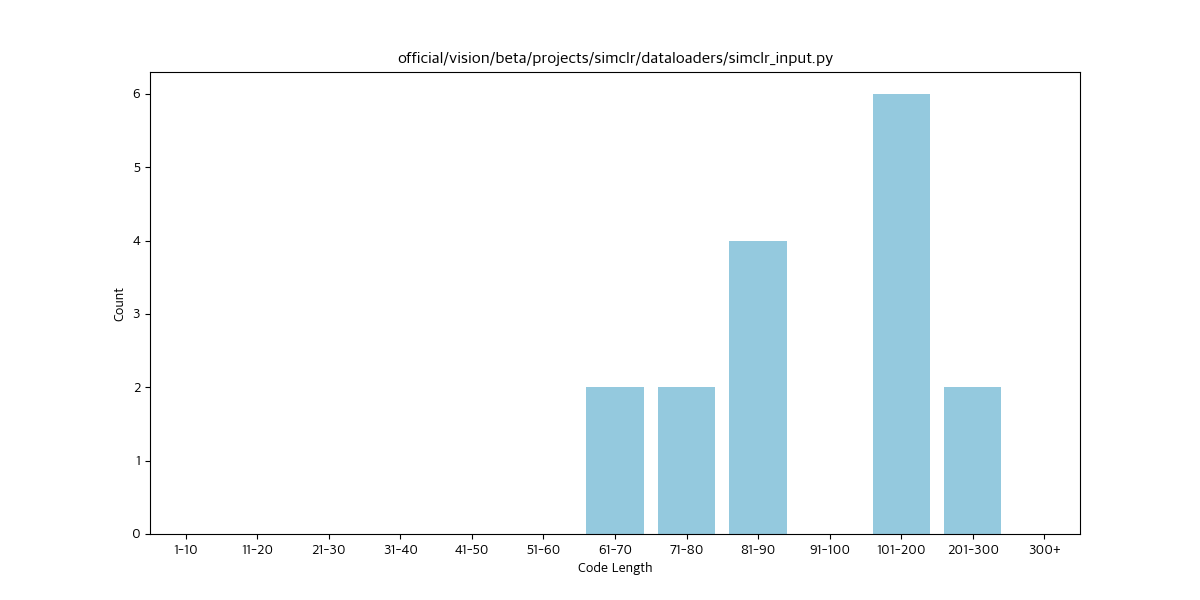 official/vision/beta/projects/simclr/dataloaders/simclr_input.py
6
5
4
3
2
1
0
Count
1-10 11-20 21-30 31-40 41-50 51-60 61-70 71-80 81-90 91-100 101-200 201-300 300+
Code Length